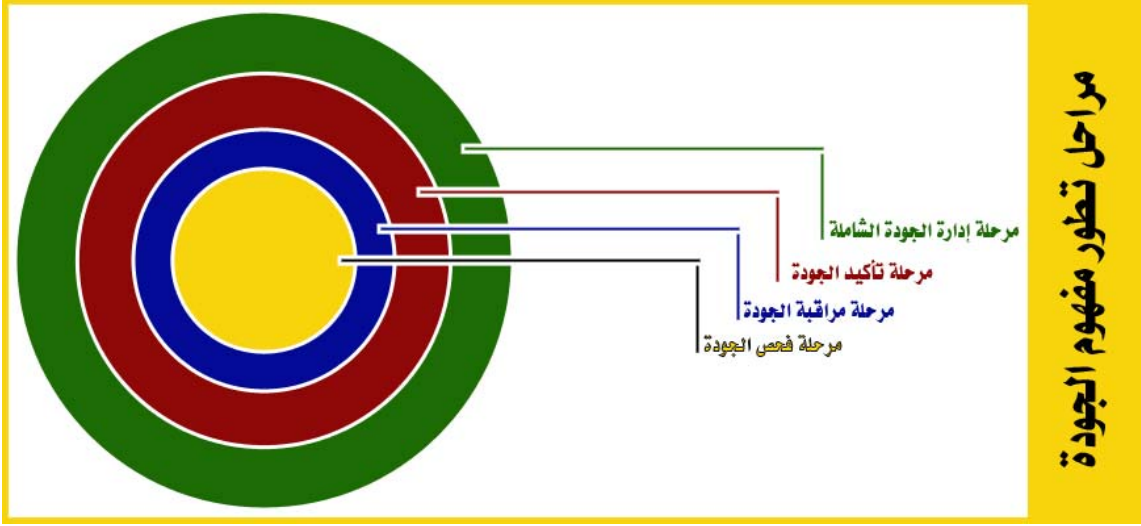 مراحل تطور مفهوم الجودة
مرحلة إدارة الجودة الشاملة
مرحلة تأكيد الجودة
مرحلة مراقبة الجودة
مرحلة فحص الجودة